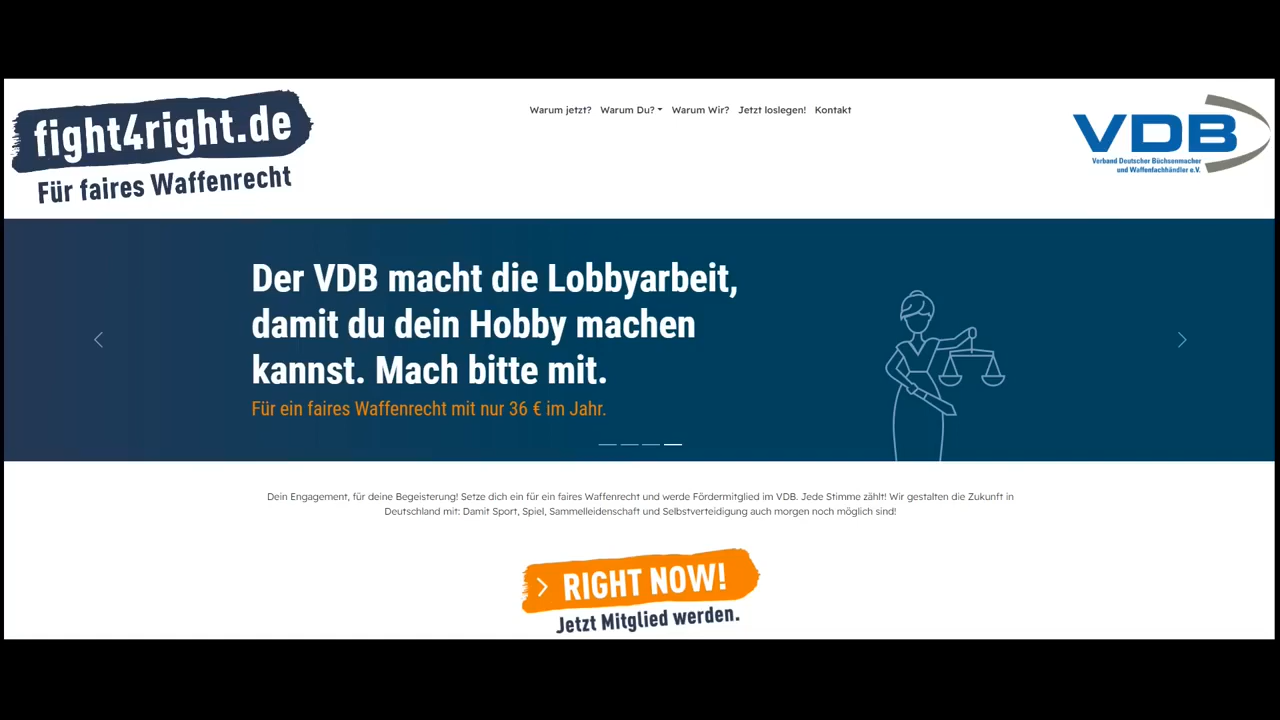 fight4right.de
Für faires Waffenrecht
Warum jetzt? Warum Du? Warum Wir? Jetzt loslegen! Kontakt
VDB
Verband Deutscher Büchsenmacher
und Waffenfachhändler e.V.
Der VDB macht die Lobbyarbeit,
damit du dein Hobby machen
kannst. Mach bitte mit.
Für ein faires Waffenrecht mit nur 36 € im Jahr.
Dein Engagement, für deine Begeisterung! Setze dich ein für ein faires Waffenrecht und werde Fördermitglied im VDB. Jede Stimme zählt! Wir gestalten die Zukunft in
Deutschland mit: Damit Sport, Spiel, Sammelleidenschaft und Selbstverteidigung auch morgen noch möglich sind!
RIGHT NOW!
Jetzt Mitglied werden.